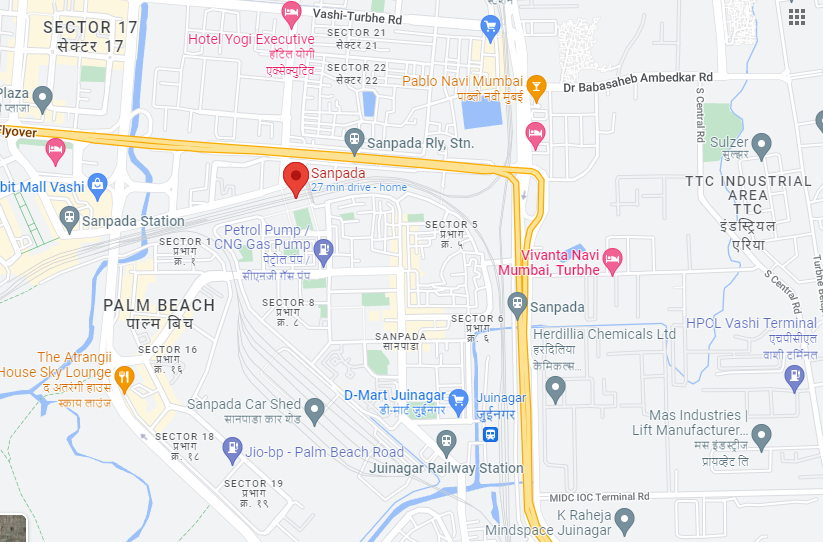 Vashi-Turbhe Rd
SECTOR 17
सेक्टर 17
Hotel Yogi Executive
हॉटेल योगी
एक्सेक्युटिव
SECTOR 21
सेक्टर 21
SECTOR 22
सेक्टर 22
Pablo Navi Mumbai
पाब्लो नवी मुंबई
Dr Babasaheb Ambedkar Rd
Plaza
प्लाजा
Flyover
Sanpada Rly, Stn.
S Central Rd
Sulzer
सुल्झर
Sanpada
27 min drive - home
bit Mall Vashi
TTC INDUSTRIAL
AREA
TTC
इंडस्ट्रियल
एरिया
Sanpada Station
SECTOR 5
प्रभाग
क्र. ५
Petrol Pump /
CNG Gas Pump
पेट्रोल पंप /
सीएनजी गॅस पंप
SECTOR 1
प्रभाग
क्र. १
Vivanta Navi
Mumbai, Turbhe
S Central Rd
Turbhe Belap
PALM BEACH
पाल्म बिच
SECTOR 8
प्रभाग
क्र. ८
Sanpada
SECTOR 6
प्रभाग
क्र. ६
SANPADA
सानपाडा
Herdillia Chemicals Ltd
हरदिलिया
केमिकल्स...
HPCL Vashi Terminal
एचपीसीएल
वाशी टर्मिनल
SECTOR 16
प्रभाग
क्र. १६
The Atrangii
House Sky Lounge
द अतरंगी हाउस
स्काय लाउंज
D-Mart Juinagar
डी-मार्ट जुईनगर
Juinagar
जुईनगर
Sanpada Car Shed
सानपाडा कार शेड
Mas Industries |
Lift Manufacturer...
मस इंडस्ट्रीज
प्रायव्हेट लि
SECTOR 18
प्रभाग
क्र. १८
Jio-bp - Palm Beach Road
Juinagar Railway Station
SECTOR 19
प्रभाग
क्र. १९
MIDC IOC Terminal Rd
K Raheja
Mindspace Juinagar